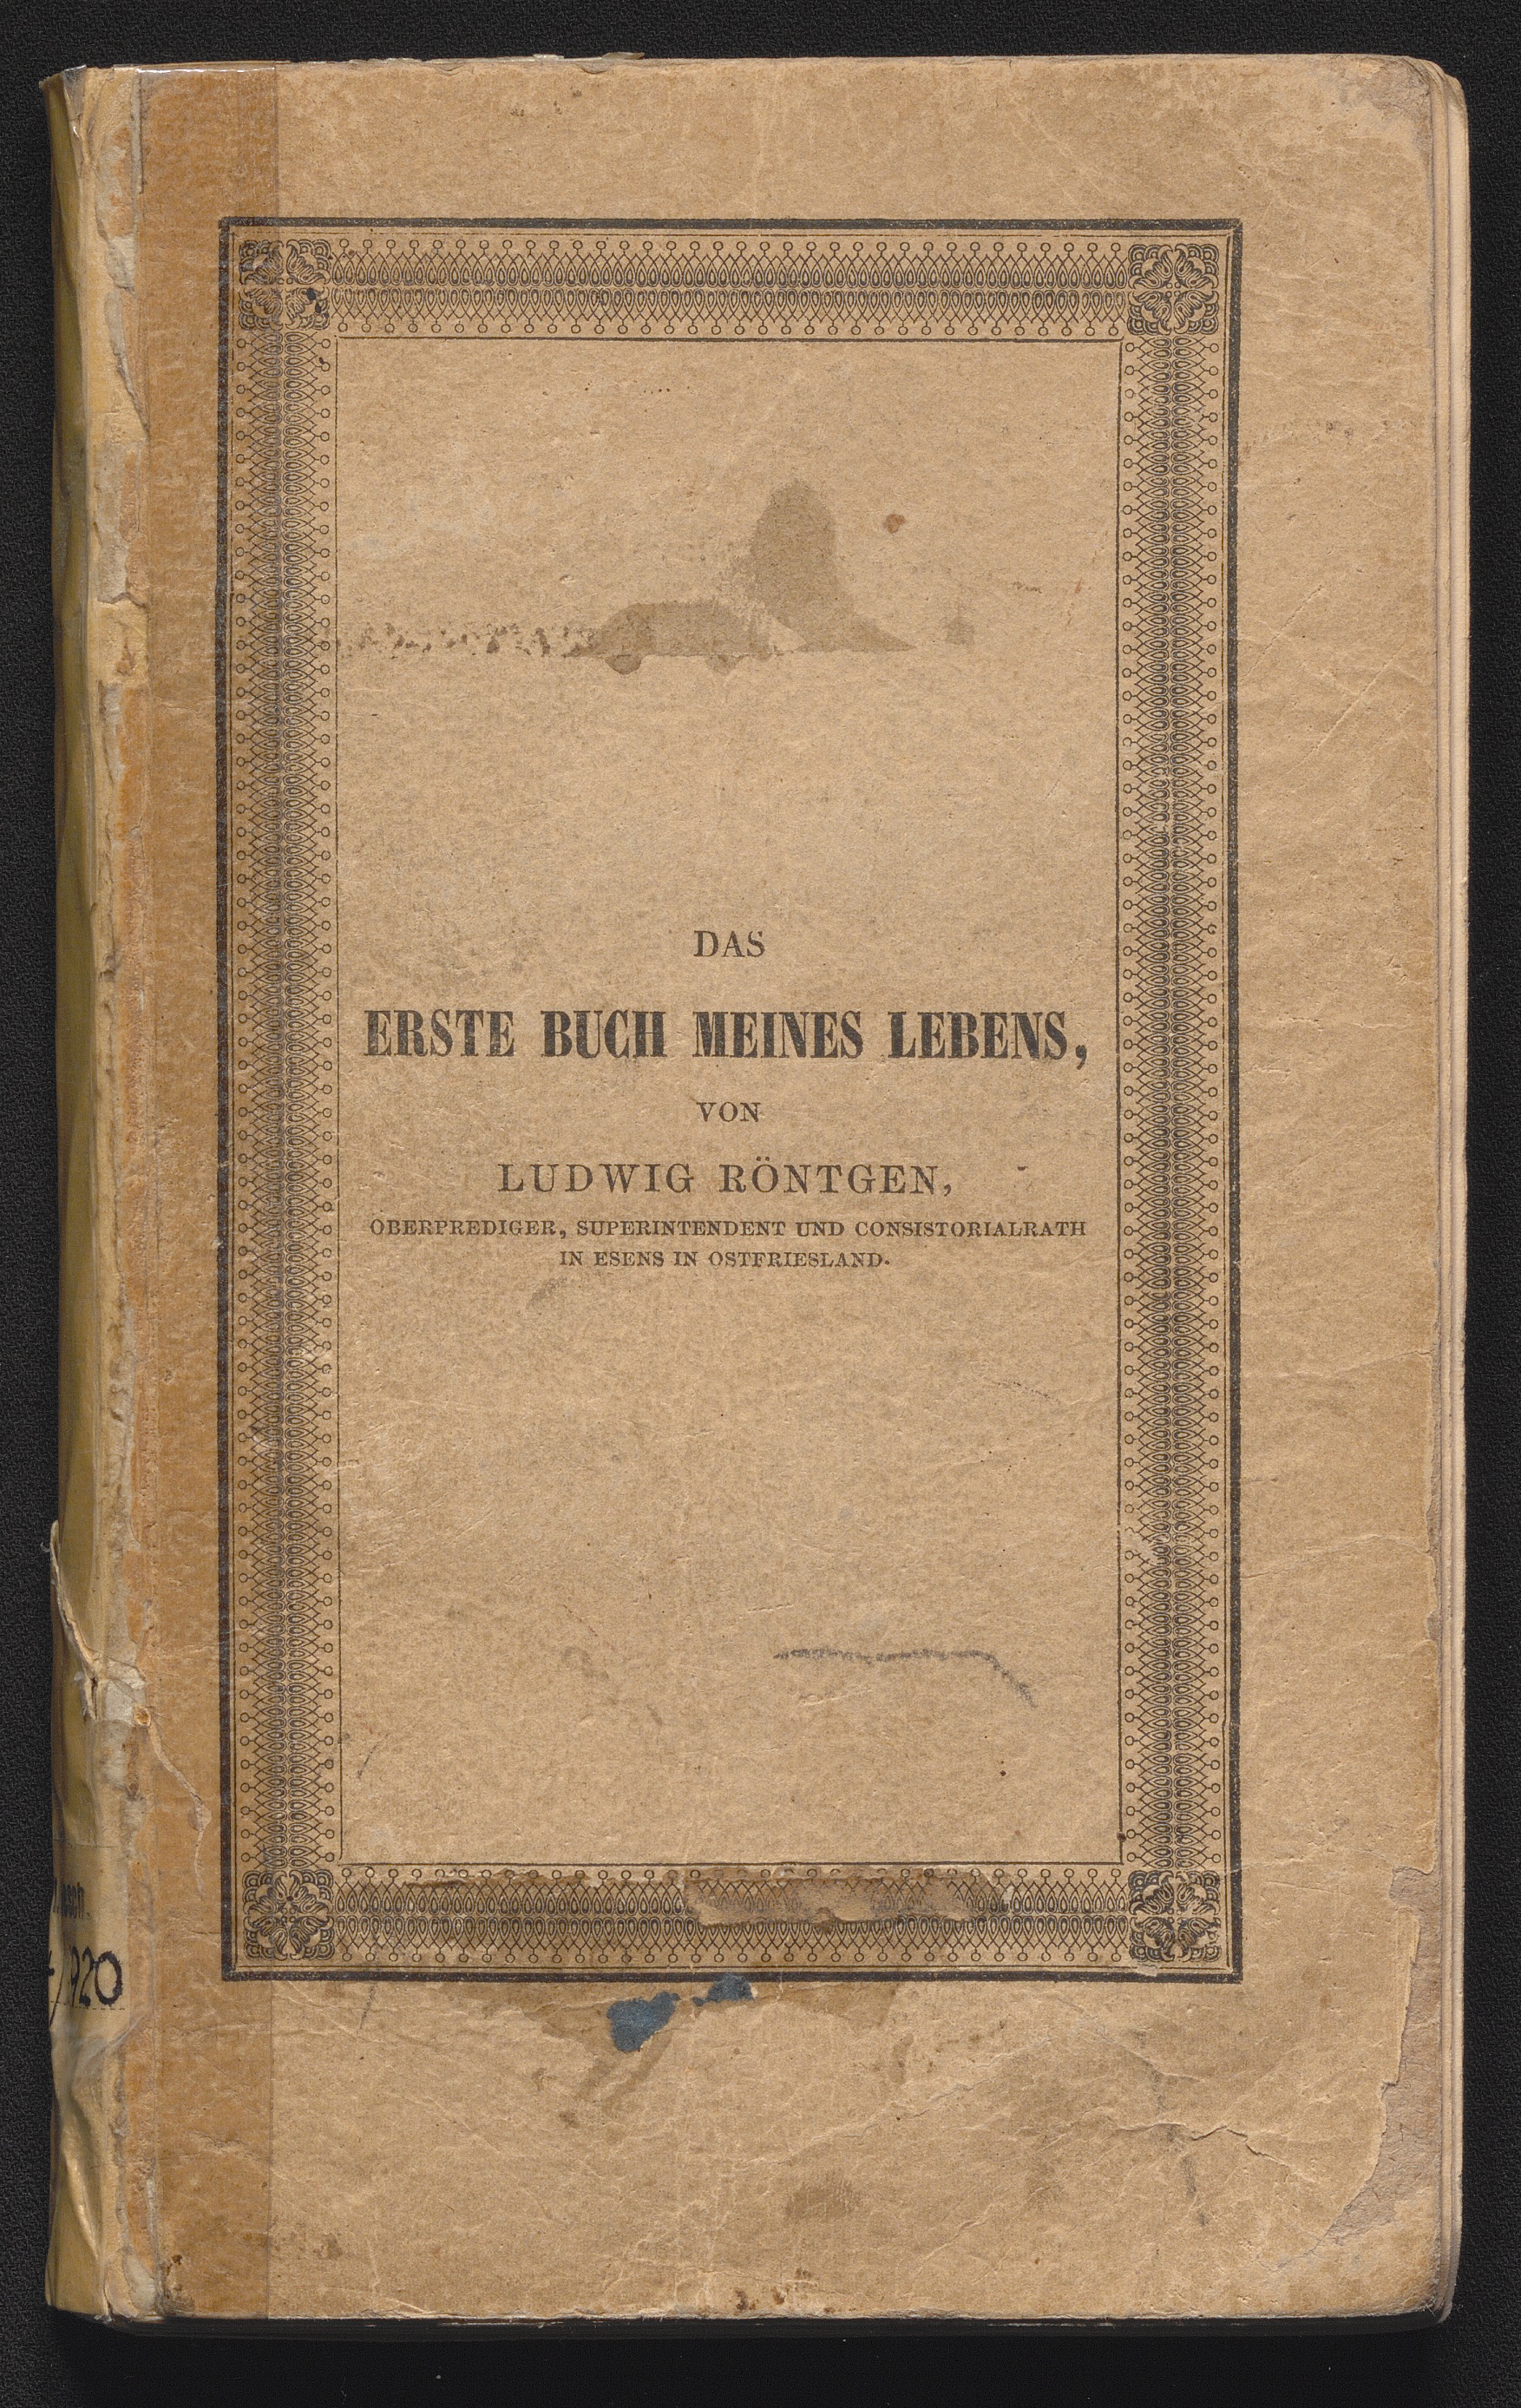 DAS
ERSTE BUCH MEINES LEBENS,
VON
LUDWIG RÖNTGEN,
OBERPREDIGER, SUPERINTENDENT UND CONSISTORIALRATH
IN ESENS IN OSTFRIESLAND.
/920